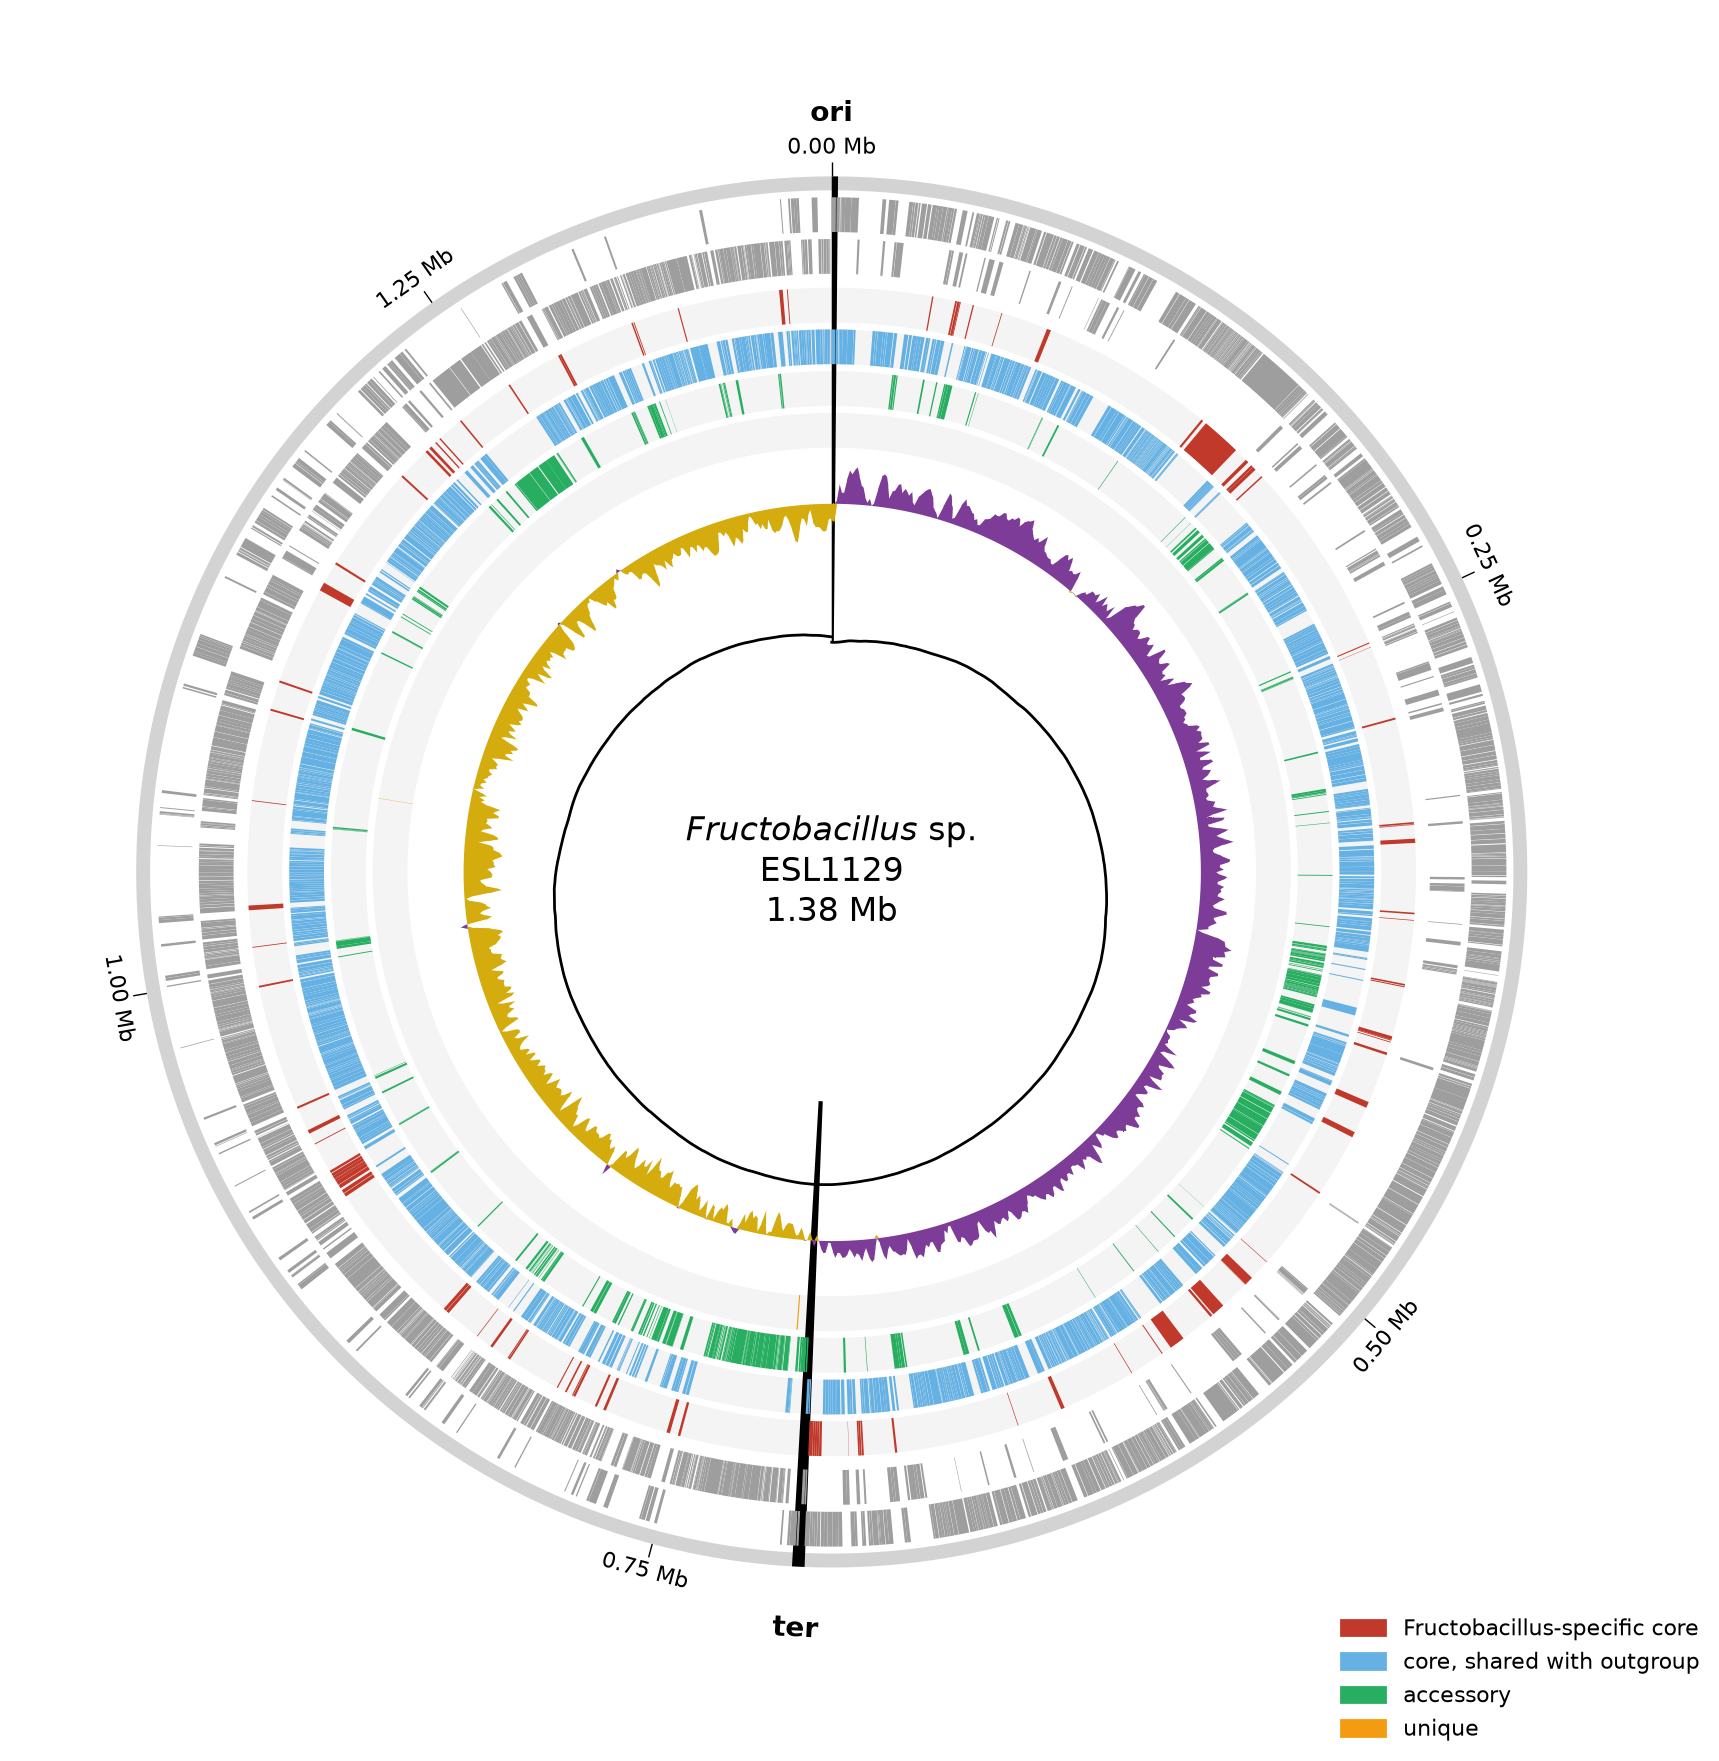 ori
0.00 Mb
1.25 Mb
0.25 Mb
Fructobacillus sp.
ESL1129
1.38 Mb
1.00 Mb
0.50 Mb
0.75 Mb
ter
Fructobacillus-specific core
core, shared with outgroup
accessory
unique